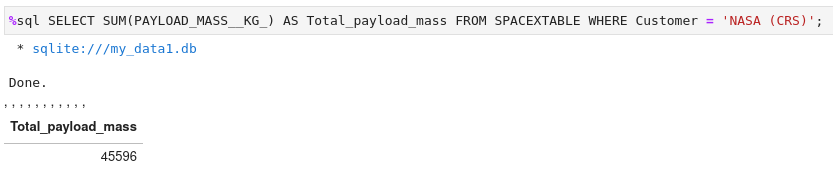 %sql SELECT SUM(PAYLOAD_MASS__KG_) AS Total_payload_mass FROM SPACEXTABLE WHERE Customer = 'NASA (CRS)';
* sqlite:///my_data1.db
Done.
,,,,,,,,,,,
Total_payload_mass
45596